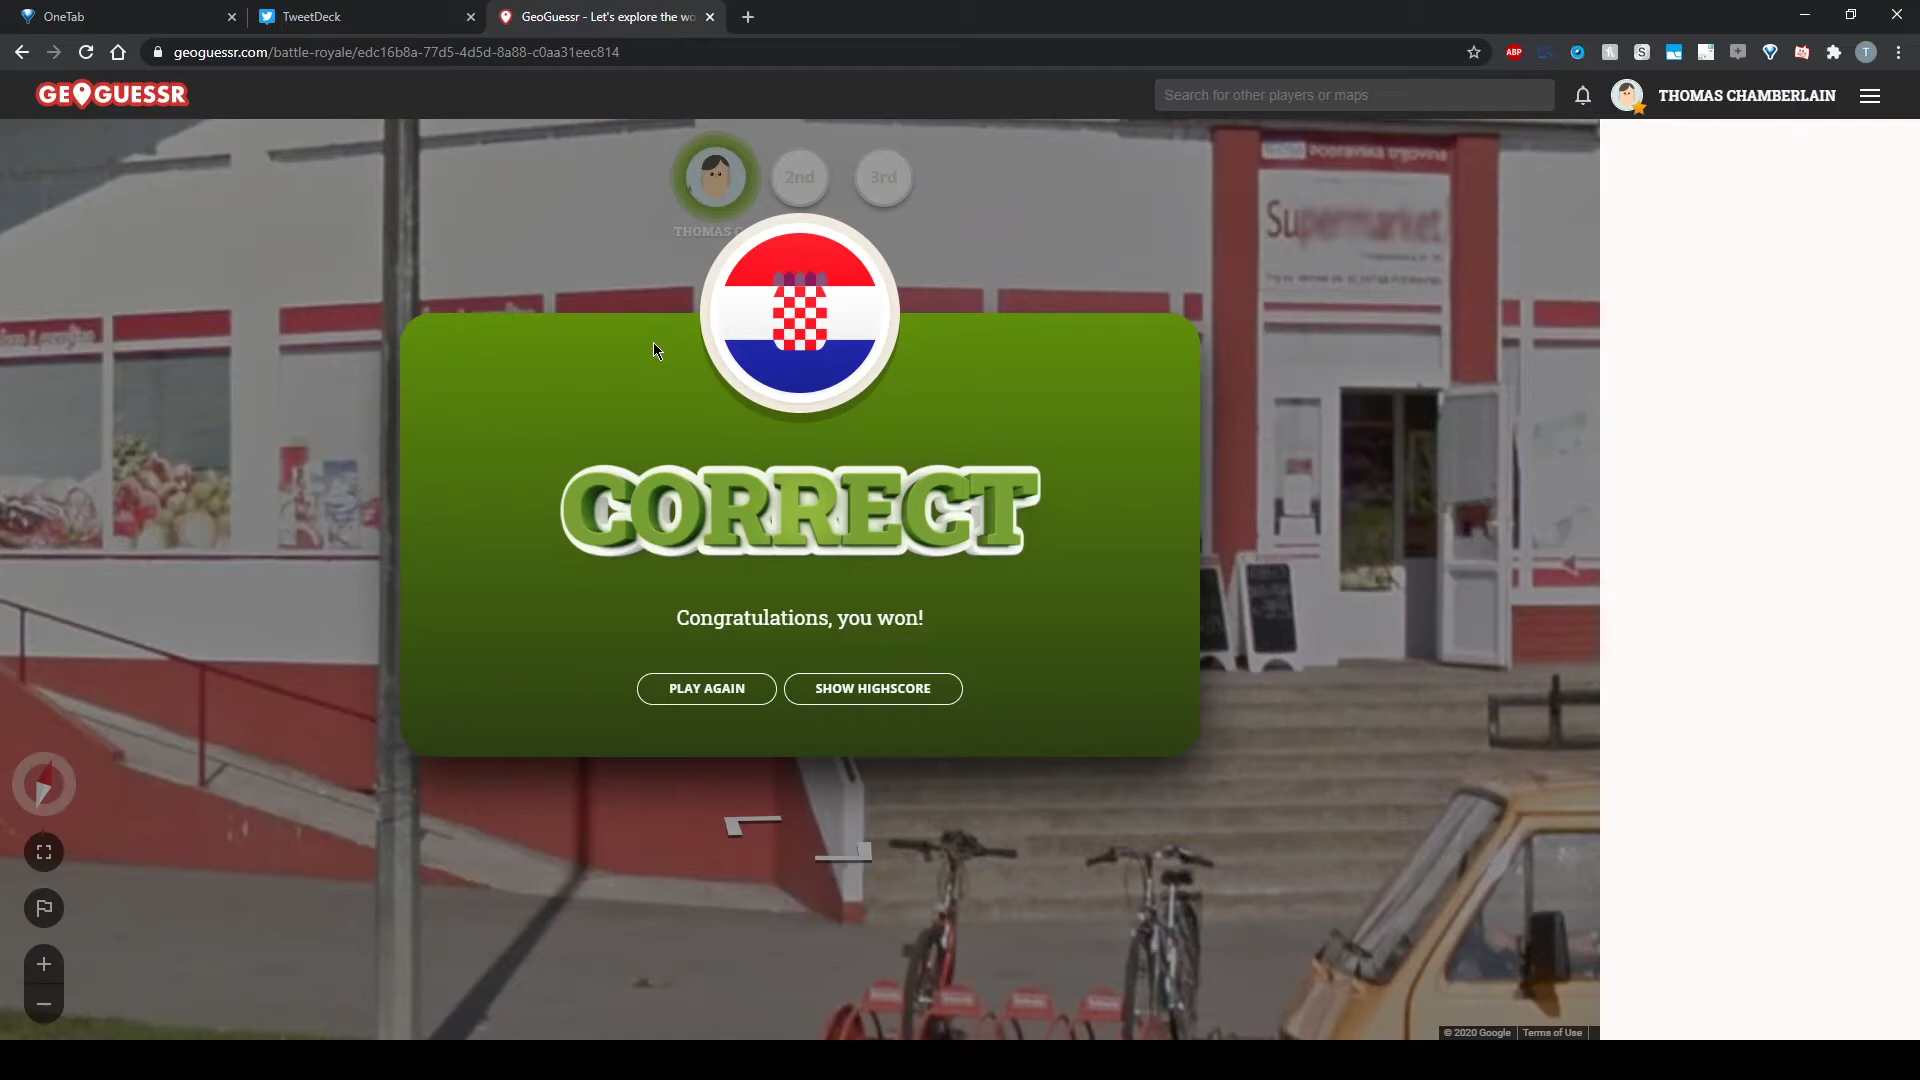 OneTab
TweetDeck
GeoGuessr - Let's explore the wo
geoguessr.com/battle-royale/edc16b8a-77d5-4d5d-8a88-c0aa31eec814
ABP
S
T
GEOGUESSR
Search for other players or maps
THOMAS CHAMBERLAIN
2nd
3rd
THOMAS C
Supermarket
CORRECT
Congratulations, you won!
PLAY AGAIN
SHOW HIGHSCORE
© 2020 Google
Terms of Use